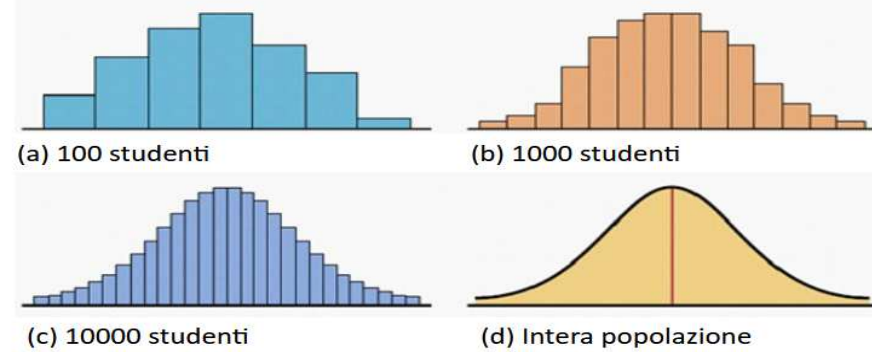 (a) 100 studenti
(b) 1000 studenti
(c) 10000 studenti
(d) Intera popolazione